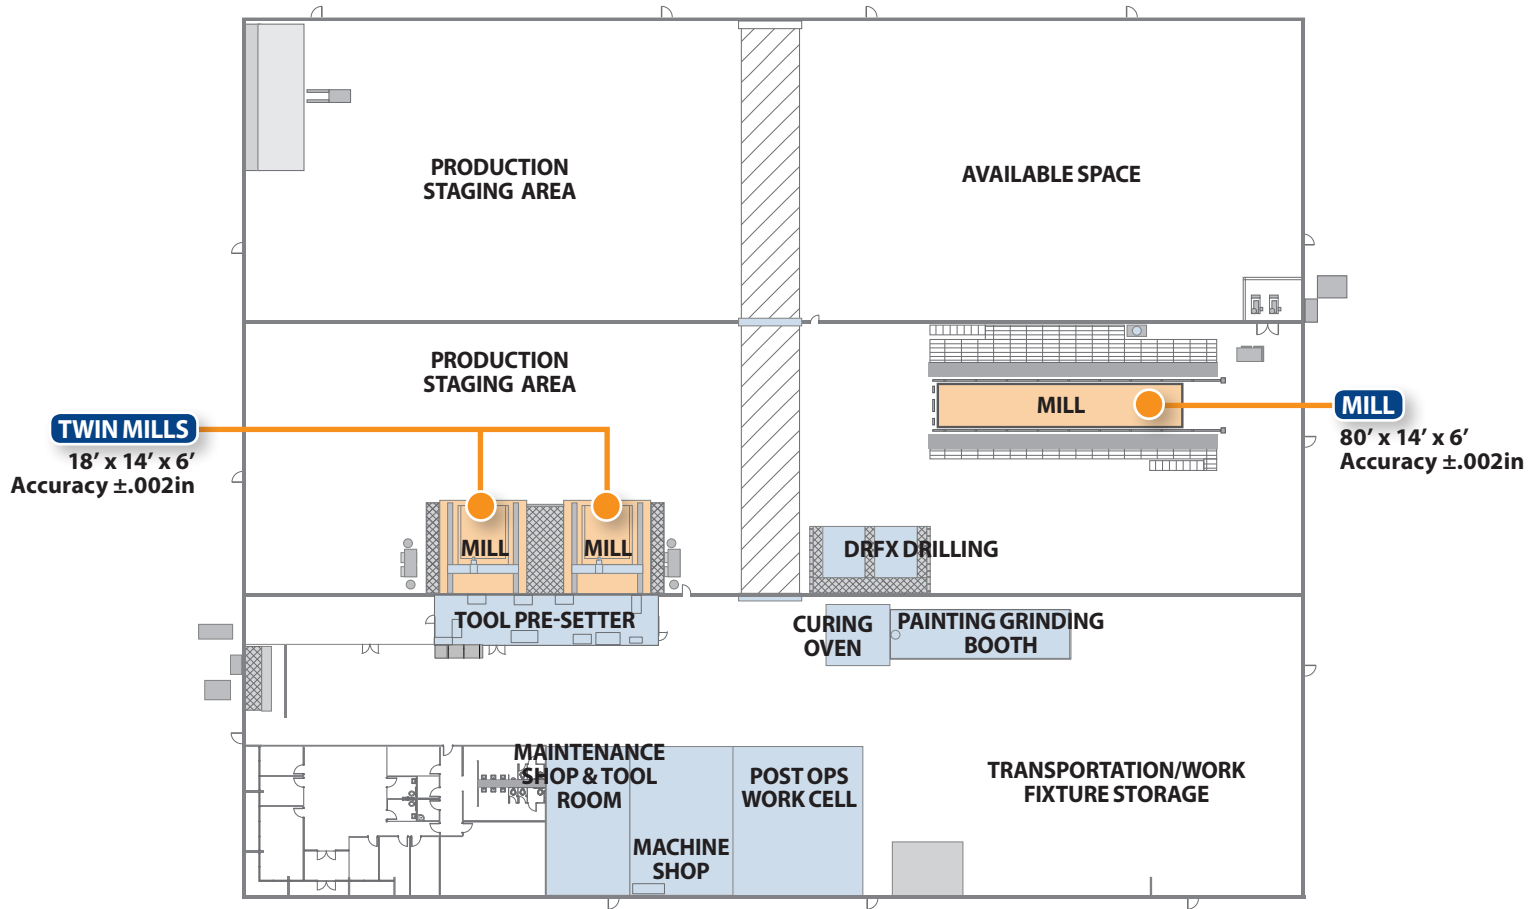 PRODUCTION
STAGING AREA
AVAILABLE SPACE
PRODUCTION
STAGING AREA
MILL
MILL
80′ x 14′ x 6′
Accuracy ±.002in
TWIN MILLS
18′ x 14′ x 6′
Accuracy ±.002in
MILL
MILL
DRFX DRILLING
TOOL PRE-SETTER
CURING
OVEN
PAINTING GRINDING
BOOTH
MAINTENANCE
SHOP & TOOL
ROOM
MACHINE
SHOP
POST OPS
WORK CELL
TRANSPORTATION/WORK
FIXTURE STORAGE